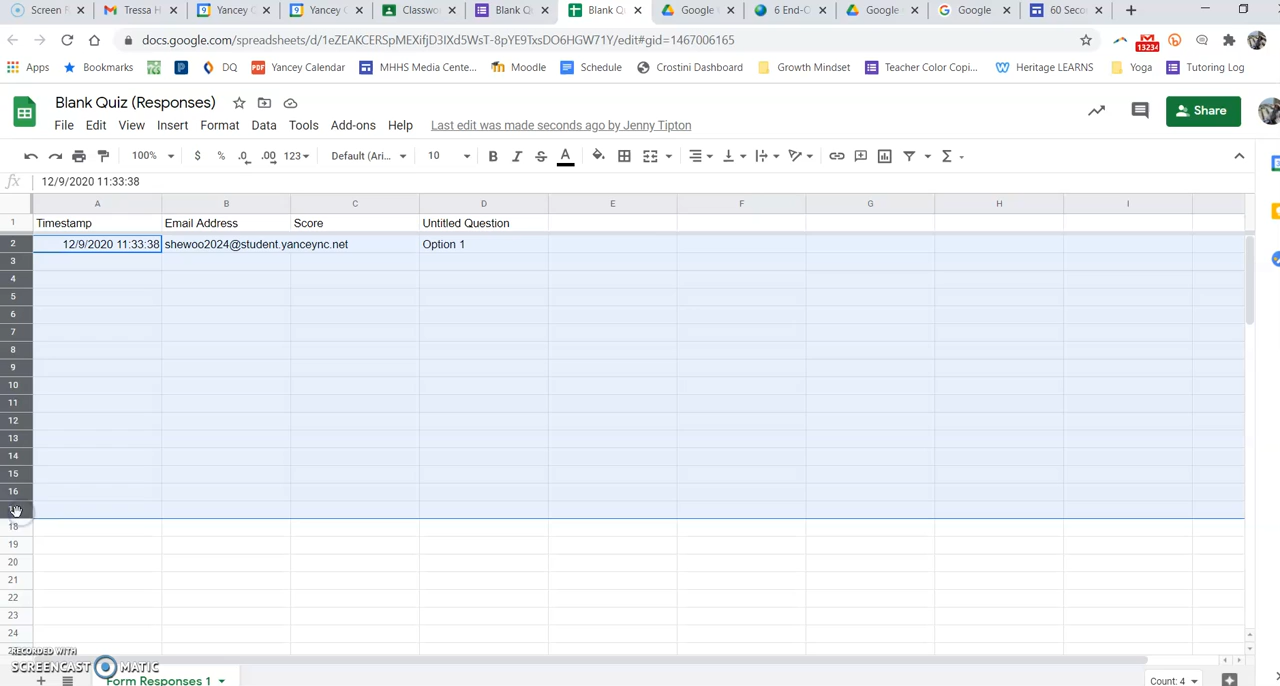 Screen R
Tressa H
Yancey C
Yancey C
Classwo
Blank Qu
Blank Qu
Google
6 End-O
Google
Google
60 Seco
docs.google.com/spreadsheets/d/1eZEAKCERSpMEXifjD3IXd5WsT-8pYE9TxsDO6HGW71Y/edit#gid=1467006165
13234
Apps
Bookmarks
DQ
Yancey Calendar
MHHS Media Cente...
Moodle
Schedule
Crostini Dashboard
Growth Mindset
Teacher Color Copi...
Heritage LEARNS
Yoga
Tutoring Log
Blank Quiz (Responses)
File Edit View Insert Format Data Tools Add-ons Help Last edit was made seconds ago by Jenny Tipton
Share
100% $ % .0 .00 123 Default (Ari... 10 B I S A
fx 12/9/2020 11:33:38
A B C D E F G H I
1 Timestamp Email Address Score Untitled Question
2 12/9/2020 11:33:38 shewoo2024@student.yanceync.net Option 1
3
4
5
6
7
8
9
10
11
12
13
14
15
16
18
19
20
21
22
23
24
RECORDED WITH
SCREENCAST MATIC
Form Responses 1
Count: 4